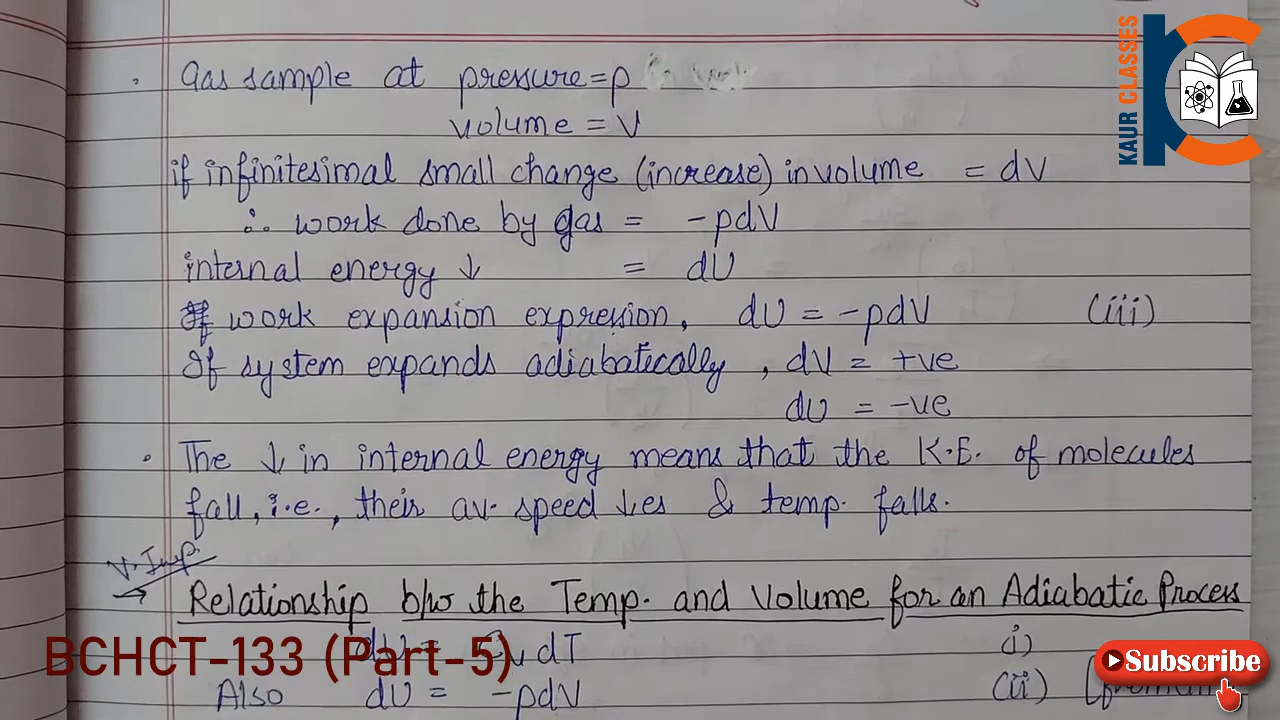 KAUR CLASSES
. Gas sample at pressure = p
volume = V
if infinitesimal small change (increase) in volume = dV
∴ work done by gas = -pdV
internal energy ↓ = dU
If work expansion expression, dU = -pdV (iii)
If system expands adiabatically, dV = +ve
dU = -ve
. The ↓ in internal energy means that the K.E. of molecules
fall, i.e., their av. speed ↓es & temp. falls.
V. Imp.
→ Relationship b/w the Temp. and Volume for an Adiabatic Process
dU = dT (i)
BCHCT-133 (Part-5)
Subscribe
Also dU = -pdV (ii)